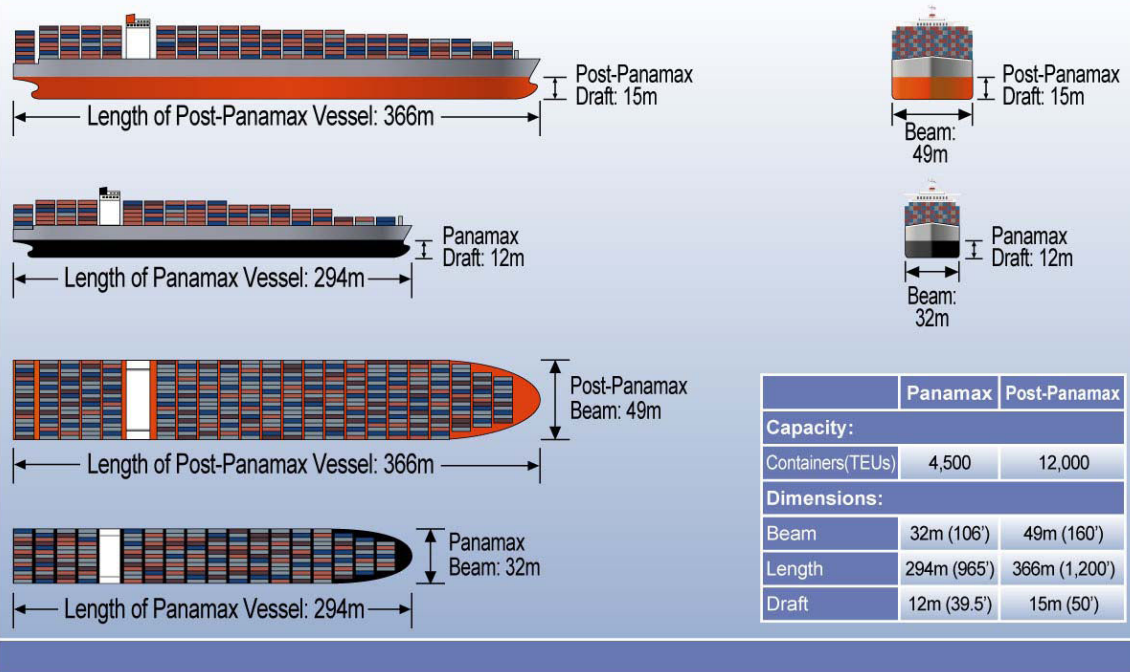 Post-Panamax
Draft: 15m
Length of Post-Panamax Vessel: 366m
Post-Panamax
Draft: 15m
Beam:
49m
Panamax
Draft: 12m
Length of Panamax Vessel: 294m
Panamax
Draft: 12m
Beam:
32m
Post-Panamax
Beam: 49m
Length of Post-Panamax Vessel: 366m
Panamax
Beam: 32m
Length of Panamax Vessel: 294m
Panamax Post-Panamax
Capacity:
Containers(TEUs) 4,500 12,000
Dimensions:
Beam 32m (106’) 49m (160’)
Length 294m (965’) 366m (1,200’)
Draft 12m (39.5’) 15m (50’)